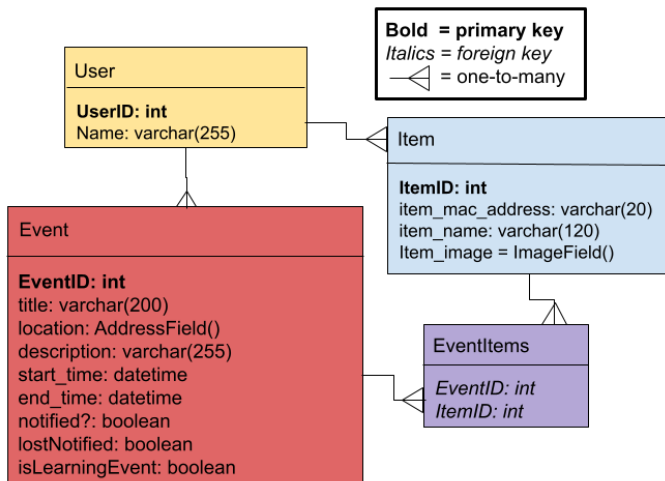 Bold = primary key
Italics = foreign key
= one-to-many
User
UserID: int
Name: varchar(255)
Item
ItemID: int
item_mac_address: varchar(20)
item_name: varchar(120)
Item_image = ImageField()
Event
EventID: int
title: varchar(200)
location: AddressField()
description: varchar(255)
start_time: datetime
end_time: datetime
notified?: boolean
lostNotified: boolean
isLearningEvent: boolean
EventItems
EventID: int
ItemID: int